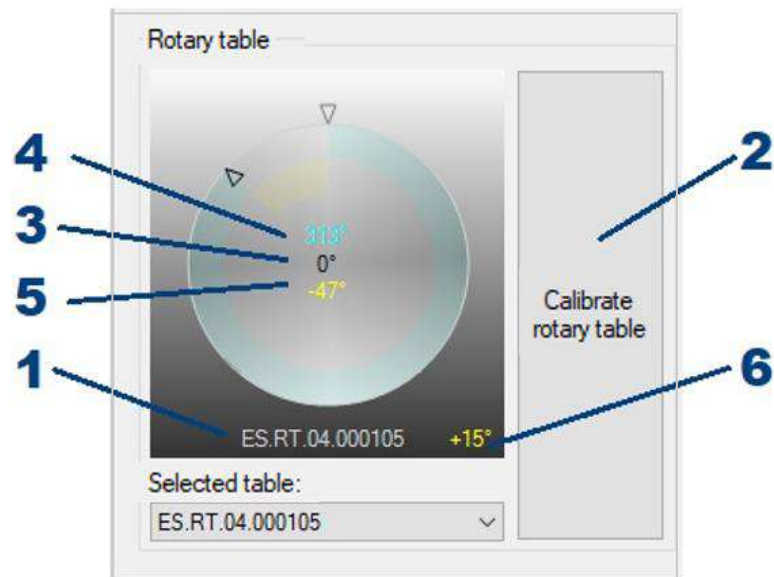 Rotary table
4
2
3
313°
0°
5
-47°
Calibrate
rotary table
1
6
ES.RT.04.000105 +15°
Selected table:
ES.RT.04.000105